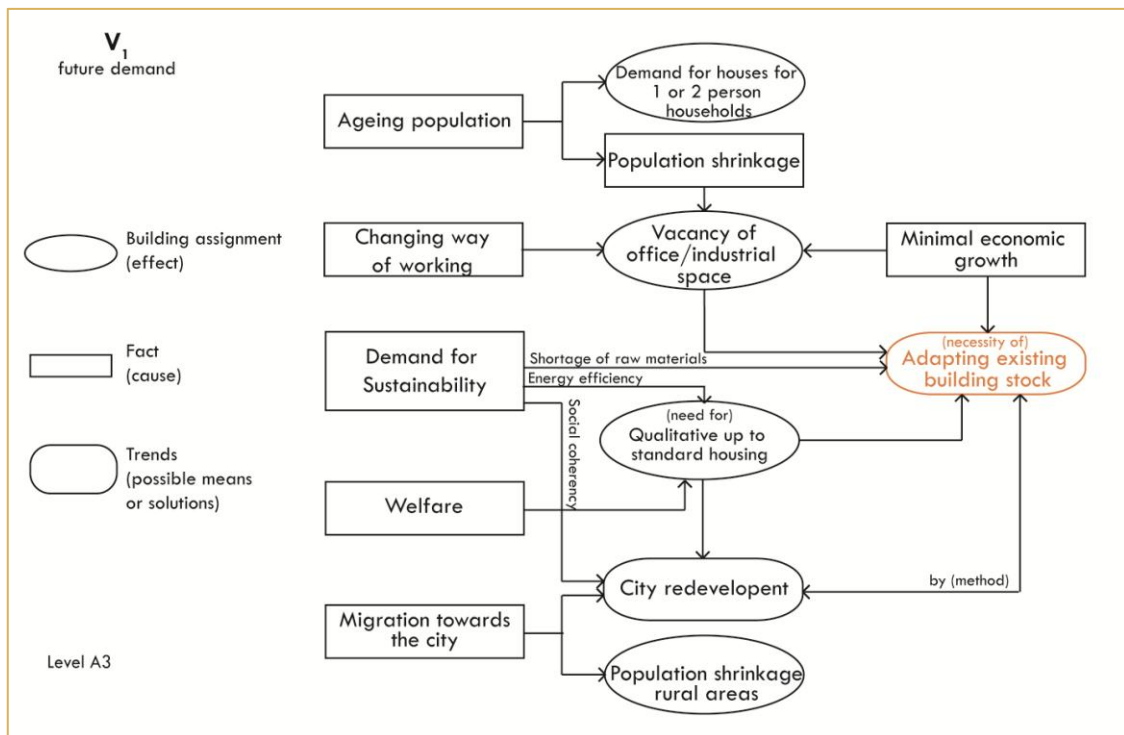 V1
future demand
Demand for houses for
1 or 2 person
households
Ageing population
Population shrinkage
Building assignment
(effect)
Changing way
of working
Vacancy of
office/industrial
space
Minimal economic
growth
Fact
(cause)
Demand for
Sustainability
Shortage of raw materials
Energy efficiency
Social coherency
(necessity of)
Adapting existing
building stock
(need for)
Qualitative up to
standard housing
Trends
(possible means
or solutions)
Welfare
City redevelopent
by (method)
Migration towards
the city
Level A3
Population shrinkage
rural areas